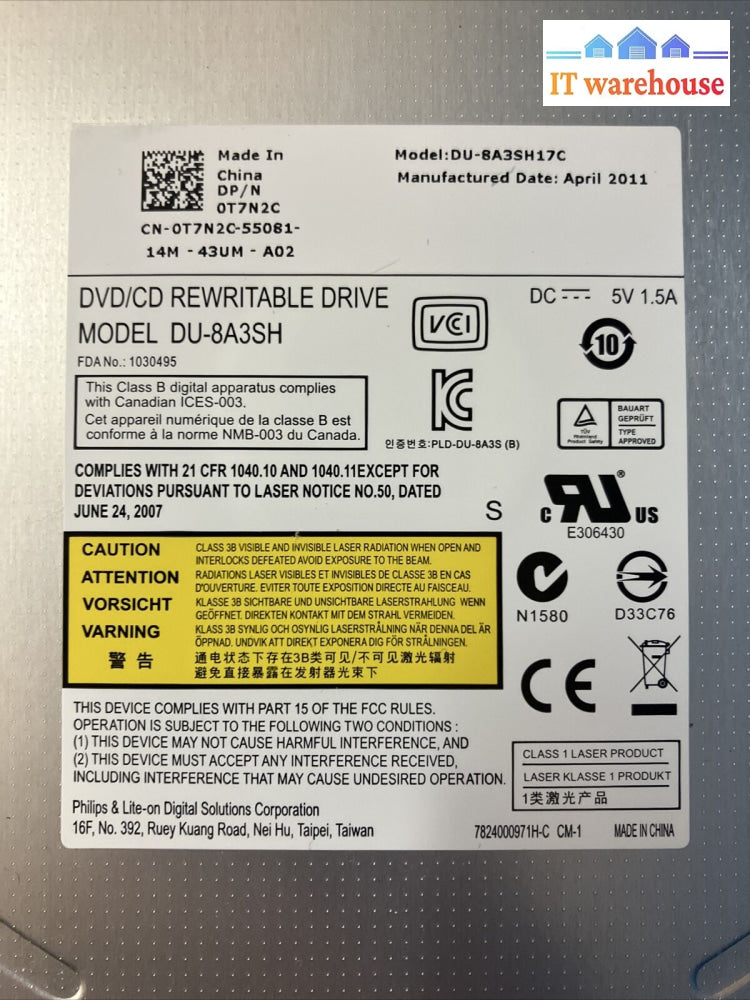 IT warehouse
Made In
China
DP/N
0T7N2C
CN-0T7N2C-55081-
14M - 43UM - A02
Model:DU-8A3SH17C
Manufactured Date: April 2011
DVD/CD REWRITABLE DRIVE
MODEL DU-8A3SH
FDA No.: 1030495
VCI
DC 5V 1.5A
10
This Class B digital apparatus complies
with Canadian ICES-003.
Cet appareil numérique de la classe B est
conforme à la norme NMB-003 du Canada.
인증번호:PLD-DU-8A3S (B)
TÜV
Rheinland
Product Safety
BAUART
GEPRÜFT
TYPE
APPROVED
COMPLIES WITH 21 CFR 1040.10 AND 1040.11EXCEPT FOR
DEVIATIONS PURSUANT TO LASER NOTICE NO.50, DATED
JUNE 24, 2007
S
c RU US ®
E306430
CAUTION CLASS 3B VISIBLE AND INVISIBLE LASER RADIATION WHEN OPEN AND
INTERLOCKS DEFEATED AVOID EXPOSURE TO THE BEAM.
ATTENTION RADIATIONS LASER VISIBLES ET INVISIBLES DE CLASSE 3B EN CAS
D'OUVERTURE. EVITER TOUTE EXPOSITION DIRECTE AU FAISCEAU.
VORSICHT KLASSE 3B SICHTBARE UND UNSICHTBARE LASERSTRAHLUNG WENN
GEÖFFNET. DIREKTEN KONTAKT MIT DEM STRAHL VERMEIDEN.
VARNING KLASS 3B SYNLIG OCH OSYNLIG LASERSTRÅLNING NÄR DENNA DEL ÄR
ÖPPNAD. UNDVIK ATT DIREKT EXPONERA DIG FÖR STRÅLNINGEN.
警告 通电状态下存在3B类可见/不可见激光辐射
避免直接暴露在发射器光束下
N1580
D33C76
CE
THIS DEVICE COMPLIES WITH PART 15 OF THE FCC RULES.
OPERATION IS SUBJECT TO THE FOLLOWING TWO CONDITIONS :
(1) THIS DEVICE MAY NOT CAUSE HARMFUL INTERFERENCE, AND
(2) THIS DEVICE MUST ACCEPT ANY INTERFERENCE RECEIVED,
INCLUDING INTERFERENCE THAT MAY CAUSE UNDESIRED OPERATION.
CLASS 1 LASER PRODUCT
LASER KLASSE 1 PRODUKT
1类激光产品
Philips & Lite-on Digital Solutions Corporation
16F, No. 392, Ruey Kuang Road, Nei Hu, Taipei, Taiwan
7824000971H-C CM-1 MADE IN CHINA